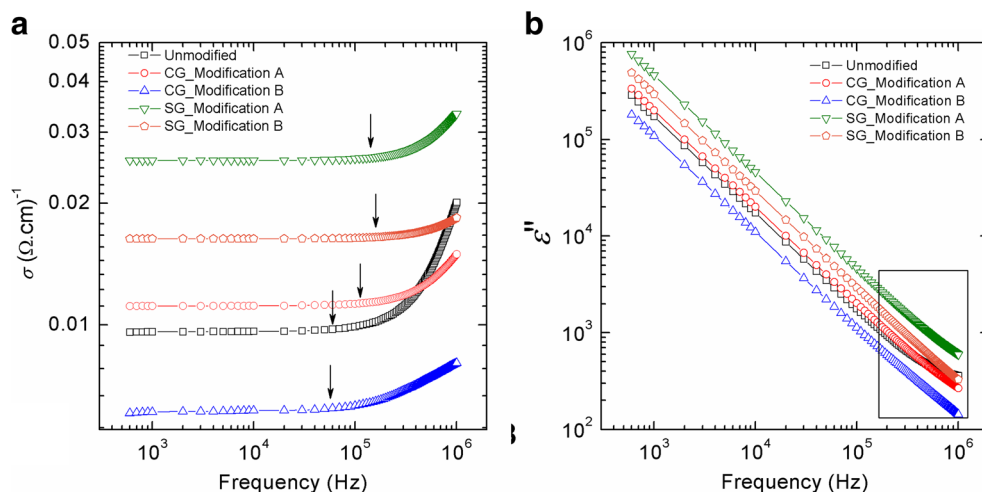 a
0.05
0.04
0.03
0.02
0.01
σ (Ω.cm)⁻¹
Unmodified
CG_Modification A
CG_Modification B
SG_Modification A
SG_Modification B
10³
10⁴
10⁵
10⁶
Frequency (Hz)
b
10⁶
10⁵
10⁴
10³
10²
ε"
Unmodified
CG_Modification A
CG_Modification B
SG_Modification A
SG_Modification B
10³
10⁴
10⁵
10⁶
Frequency (Hz)